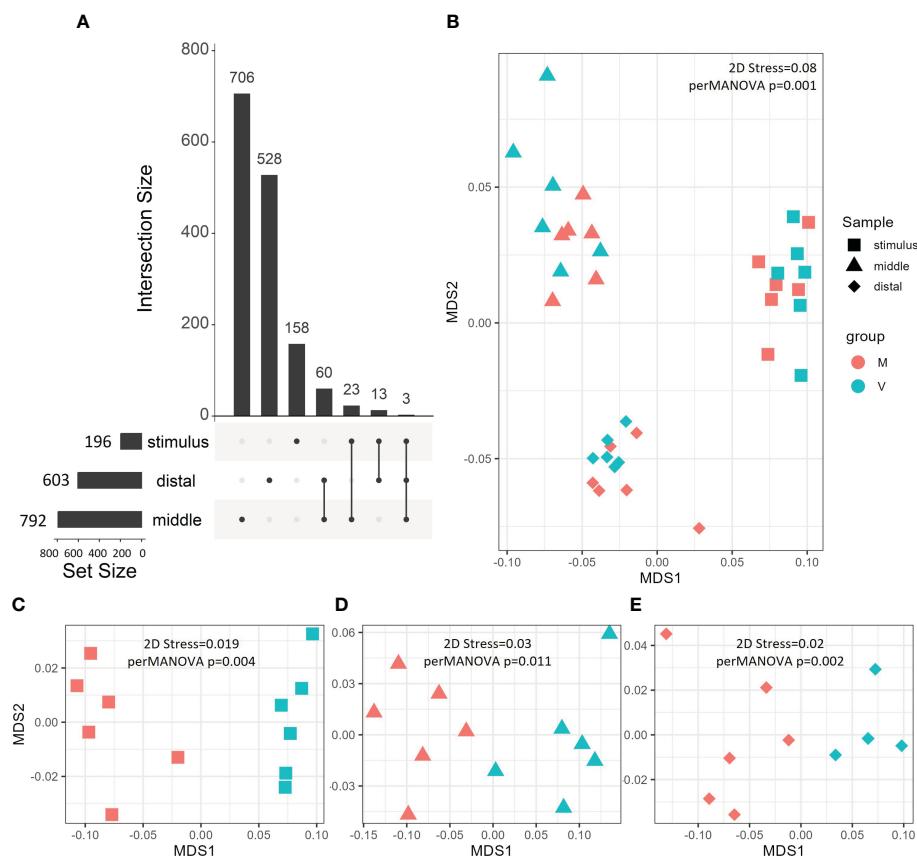 A
800
600
400
200
0
Intersection Size
706
528
158
60
23
13
3
196
stimulus
603
distal
792
middle
800 600 400 200 0
Set Size
B
2D Stress=0.08
perMANOVA p=0.001
0.05
0.00
-0.05
MDS2
-0.10 -0.05 0.00 0.05 0.10
MDS1
Sample
stimulus
middle
distal
group
M
V
C
2D Stress=0.019
perMANOVA p=0.004
0.02
0.00
-0.02
MDS2
-0.10 -0.05 0.00 0.05 0.10
MDS1
D
2D Stress=0.03
perMANOVA p=0.011
0.06
0.03
0.00
-0.03
-0.15 -0.10 -0.05 0.00 0.05 0.10
MDS1
E
2D Stress=0.02
perMANOVA p=0.002
0.04
0.02
0.00
-0.02
-0.10 -0.05 0.00 0.05 0.10
MDS1